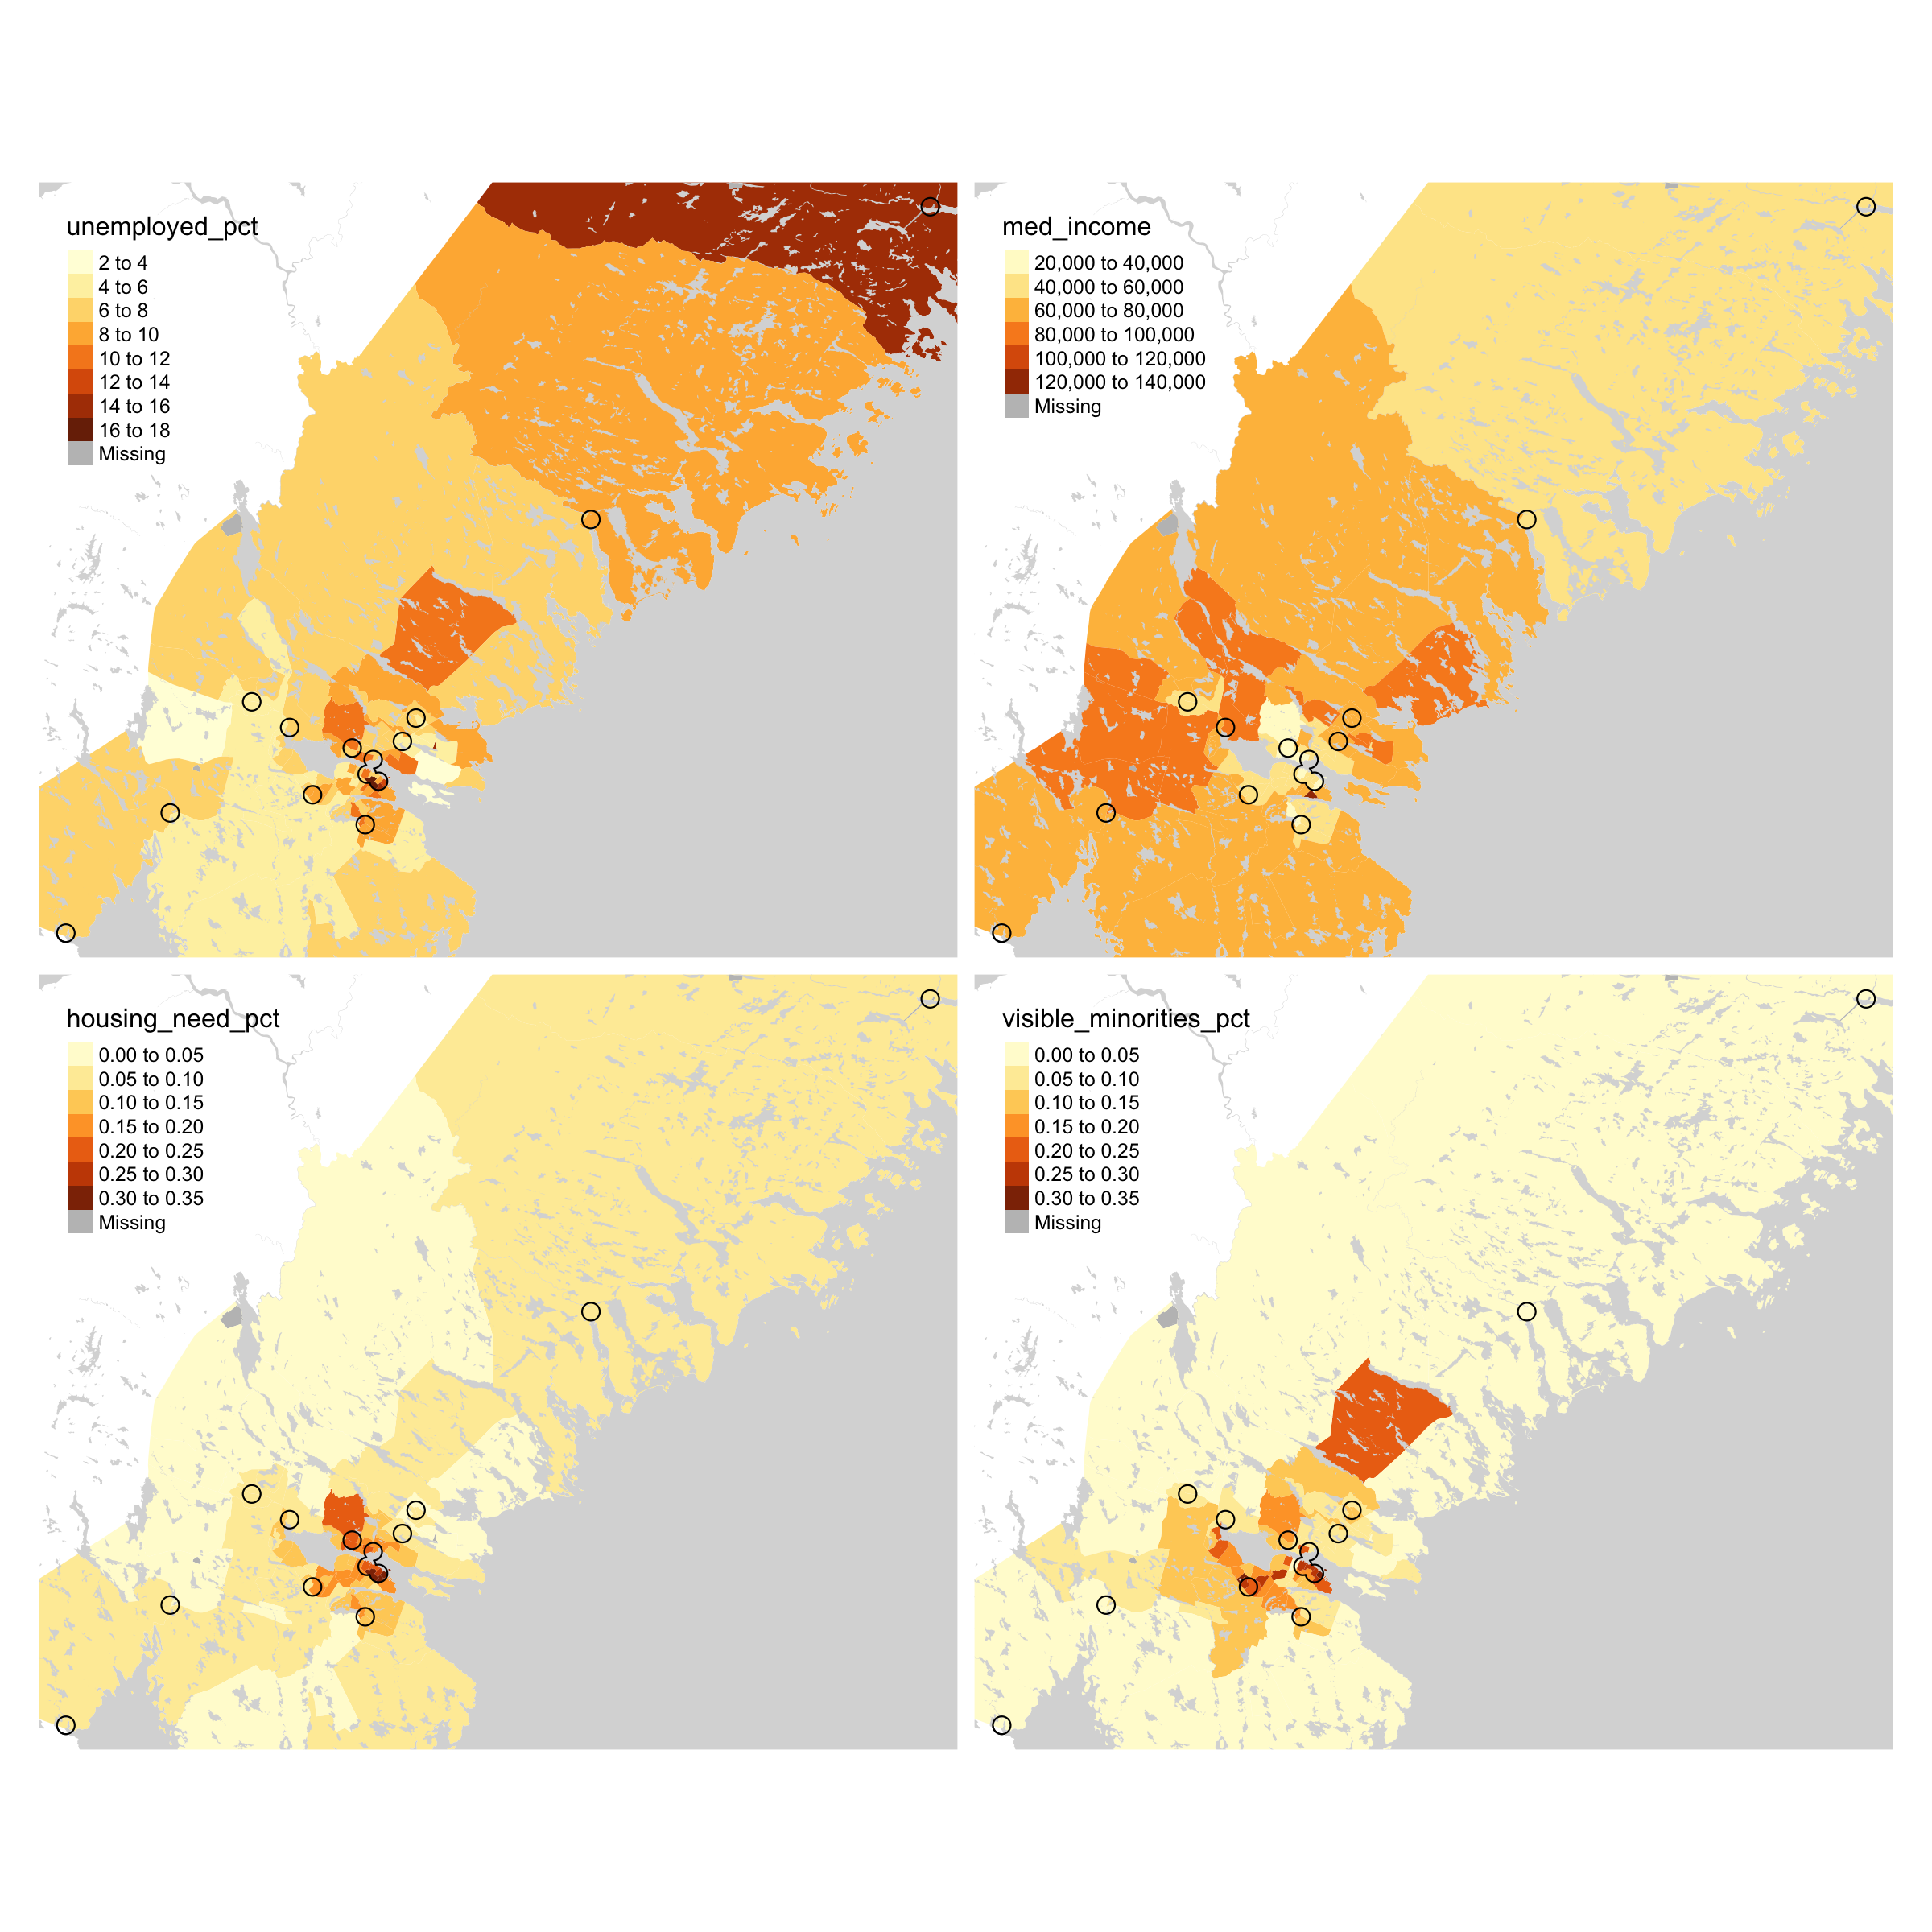 unemployed_pct
2 to 4
4 to 6
6 to 8
8 to 10
10 to 12
12 to 14
14 to 16
16 to 18
Missing
med_income
20,000 to 40,000
40,000 to 60,000
60,000 to 80,000
80,000 to 100,000
100,000 to 120,000
120,000 to 140,000
Missing
housing_need_pct
0.00 to 0.05
0.05 to 0.10
0.10 to 0.15
0.15 to 0.20
0.20 to 0.25
0.25 to 0.30
0.30 to 0.35
Missing
visible_minorities_pct
0.00 to 0.05
0.05 to 0.10
0.10 to 0.15
0.15 to 0.20
0.20 to 0.25
0.25 to 0.30
0.30 to 0.35
Missing